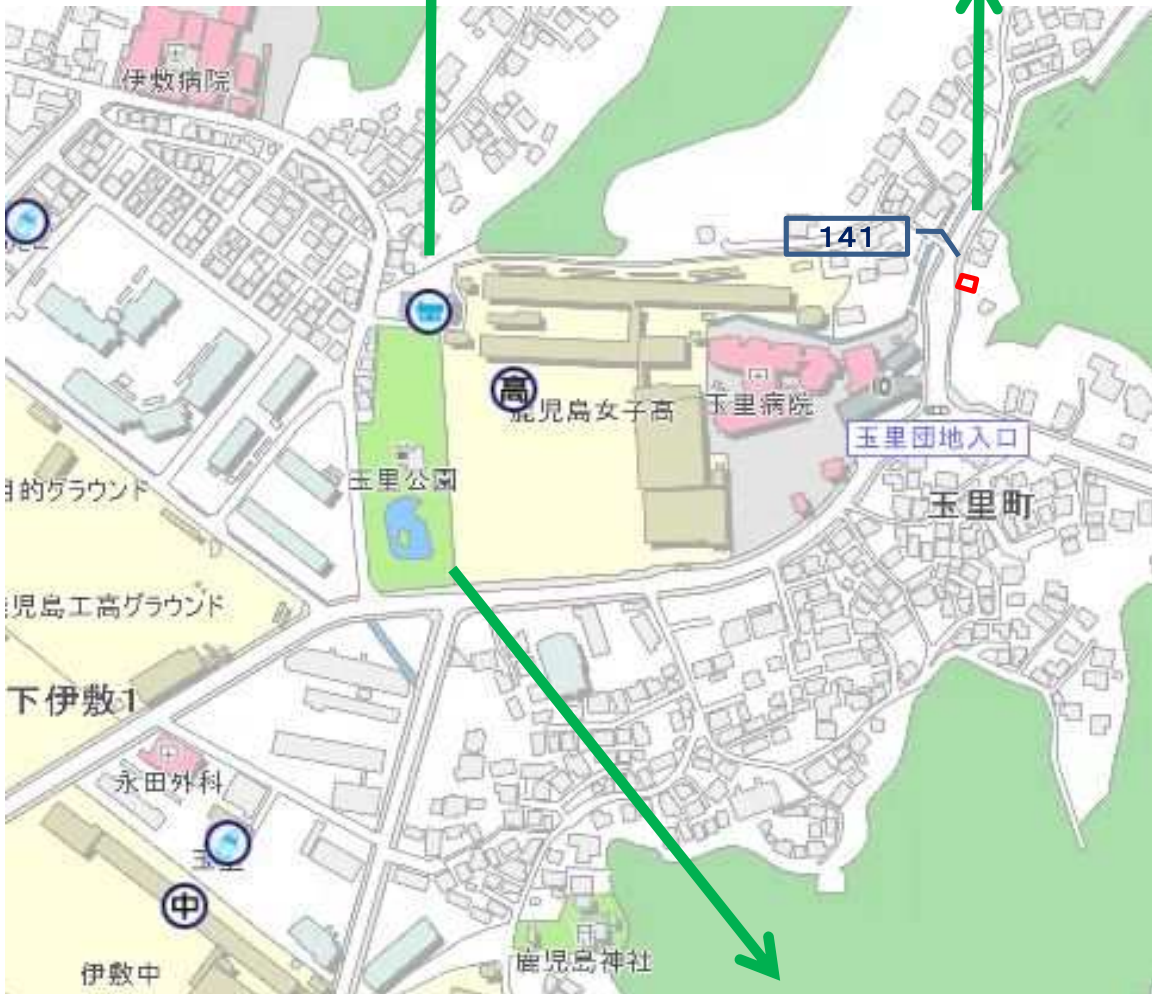 伊敷病院
141
高
鹿児島女子高
玉里病院
玉里団地入口
玉里公園
玉里町
的グラウンド
児島工高グラウンド
下伊敷1
永田外科
中
鹿児島神社
伊敷中